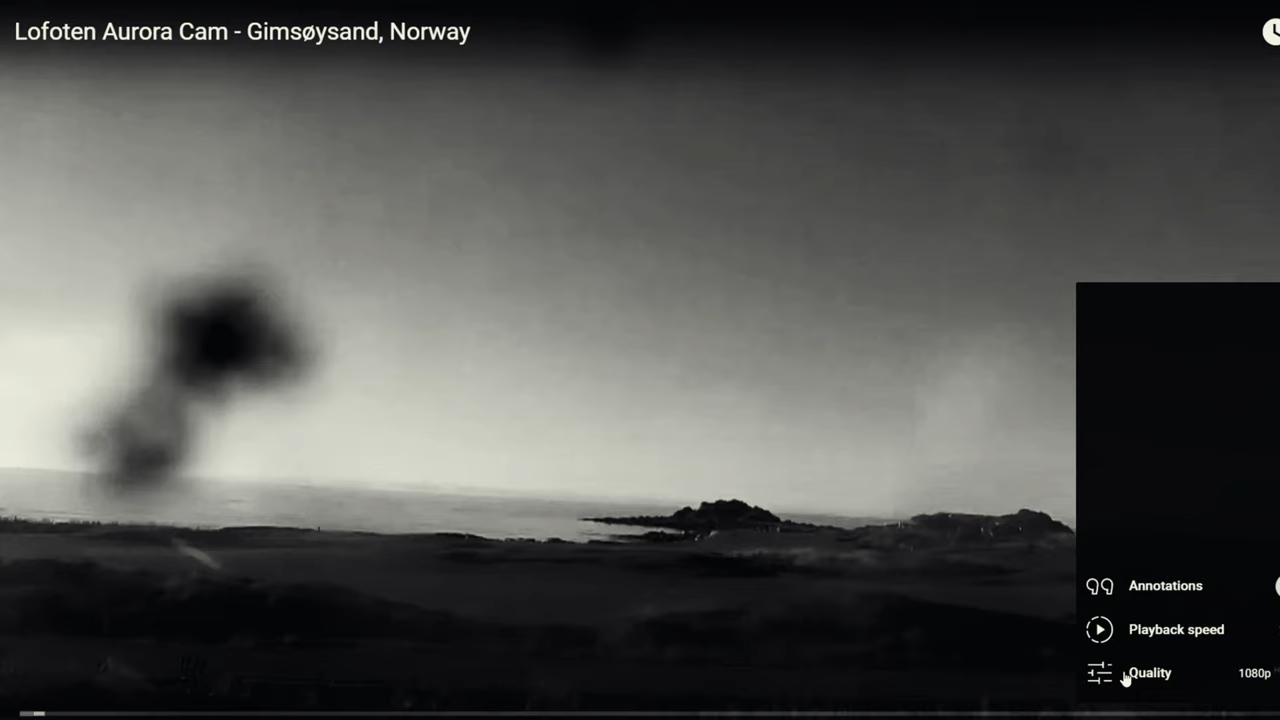 Lofoten Aurora Cam - Gimsøysand, Norway
Annotations
Playback speed
Quality 1080p